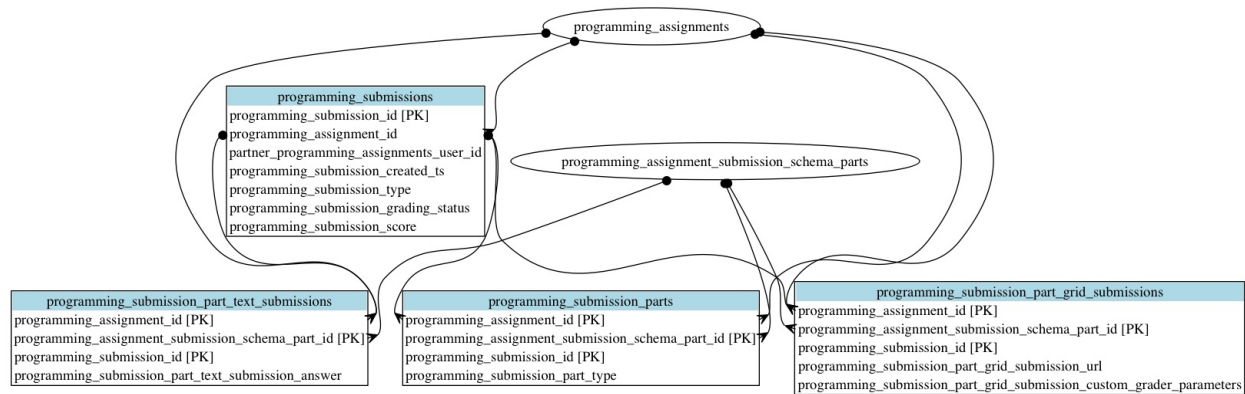 programming_assignments
programming_submissions
programming_submission_id [PK]
programming_assignment_id
partner_programming_assignments_user_id
programming_submission_created_ts
programming_submission_type
programming_submission_grading_status
programming_submission_score
programming_assignment_submission_schema_parts
programming_submission_part_text_submissions
programming_assignment_id [PK]
programming_assignment_submission_schema_part_id [PK]
programming_submission_id [PK]
programming_submission_part_text_submission_answer
programming_submission_parts
programming_assignment_id [PK]
programming_assignment_submission_schema_part_id [PK]
programming_submission_id [PK]
programming_submission_part_type
programming_submission_part_grid_submissions
programming_assignment_id [PK]
programming_assignment_submission_schema_part_id [PK]
programming_submission_id [PK]
programming_submission_part_grid_submission_url
programming_submission_part_grid_submission_custom_grader_parameters